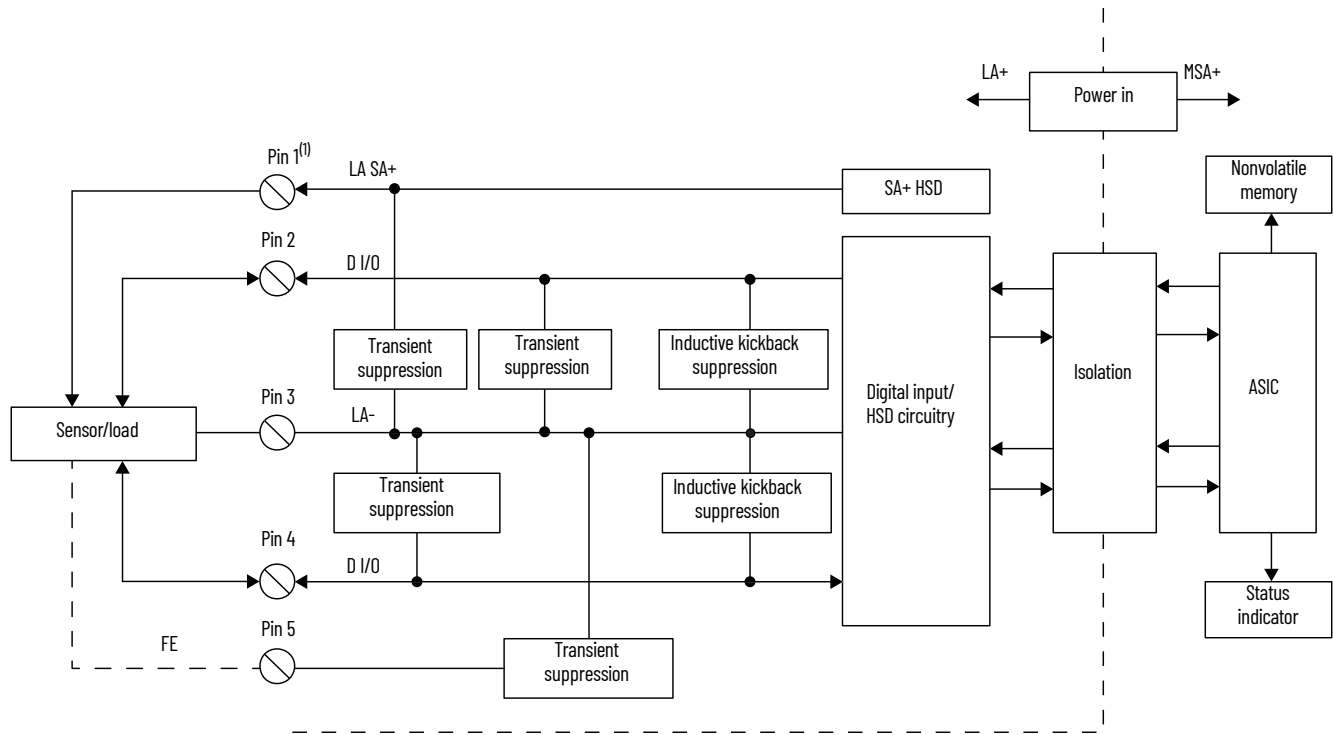 LA+
Power in
MSA+
Nonvolatile
memory
Pin 1(1)
LA SA+
SA+ HSD
Pin 2
D I/O
Transient
suppression
Transient
suppression
Inductive kickback
suppression
Digital input/
HSD circuitry
Isolation
ASIC
Sensor/load
Pin 3
LA-
Transient
suppression
Inductive kickback
suppression
Pin 4
D I/O
Status
indicator
Pin 5
FE
Transient
suppression